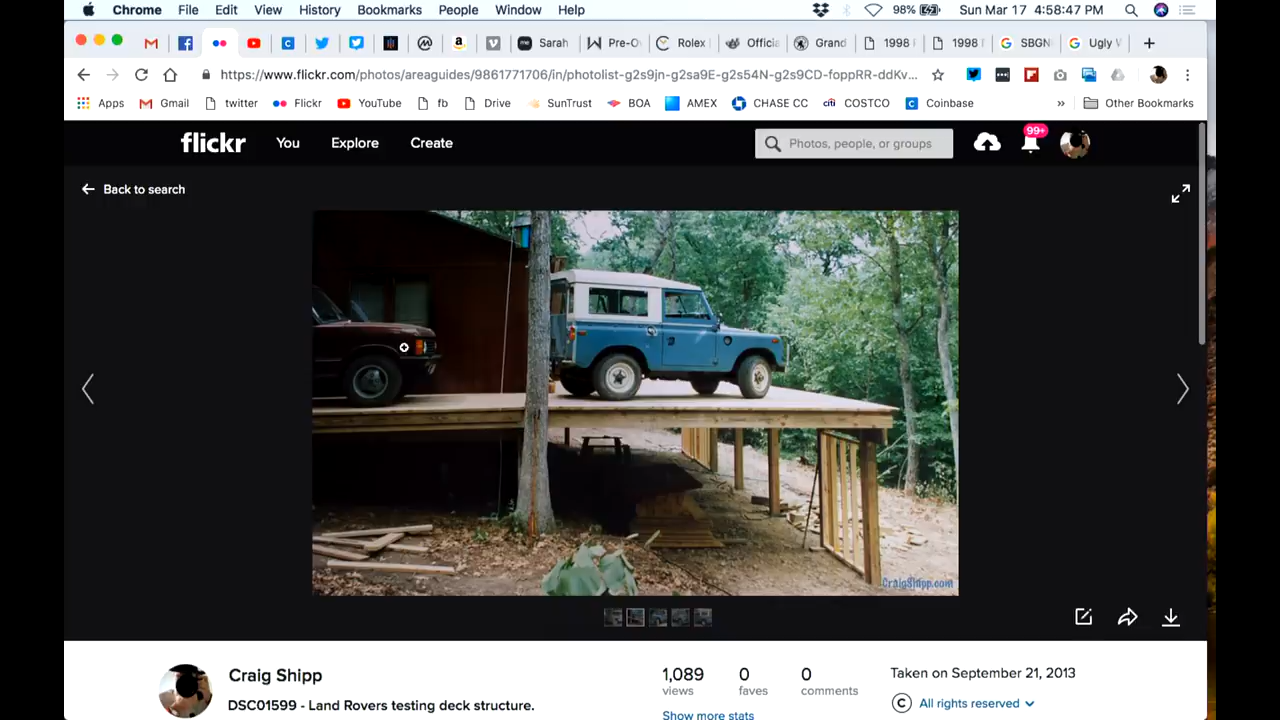 Chrome File Edit View History Bookmarks People Window Help 98% Sun Mar 17 4:58:47 PM
Sarah Pre-O Rolex Officia Grand 1998 1998 SBGN Ugly W
https://www.flickr.com/photos/areaguides/9861771706/in/photolist-g2s9jn-g2sa9E-g2s54N-g2s9CD-foppRR-ddKv...
Apps Gmail twitter Flickr YouTube fb Drive SunTrust BOA AMEX CHASE CC COSTCO Coinbase » Other Bookmarks
flickr You Explore Create Photos, people, or groups 99+
Back to search
CraigShipp.com
Craig Shipp
DSC01599 - Land Rovers testing deck structure.
1,089 0 0
views faves comments
Show more stats
Taken on September 21, 2013
All rights reserved